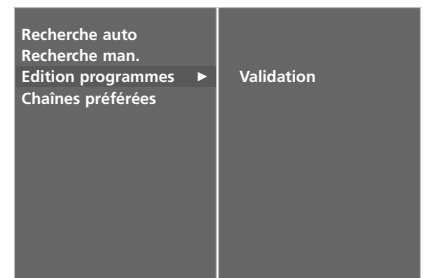 Recherche auto
Recherche man.
Edition programmes ► Validation
Chaînes préférées